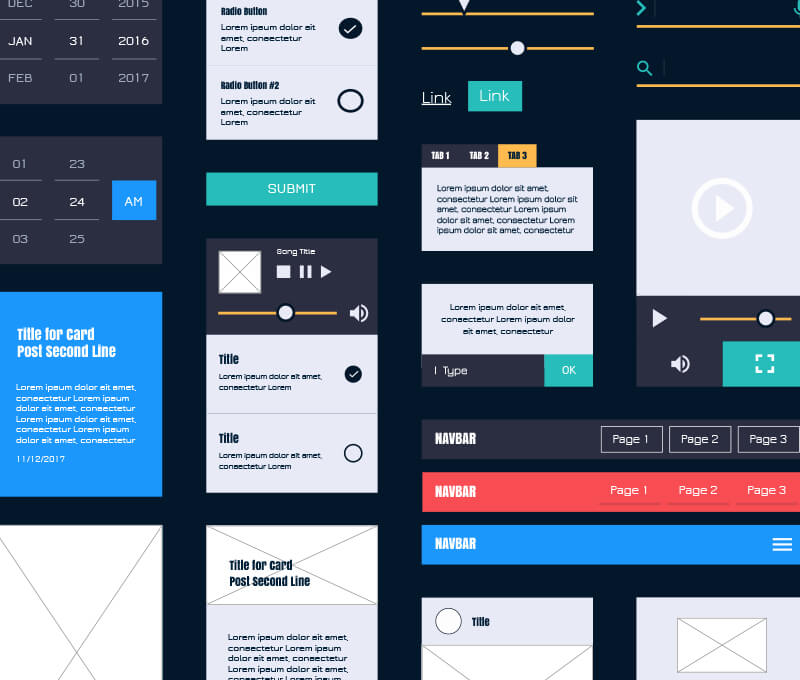 DEC 30 2015
JAN 31 2016
FEB 01 2017
01 23
02 24 AM
03 25
Title for Card
Post Second Line
Lorem ipsum dolor sit amet,
consectetur Lorem ipsum
dolor sit amet, consectetur
Lorem ipsum dolor sit amet,
consectetur Lorem ipsum
dolor sit amet, consectetur
11/12/2017
Radio Button
Lorem ipsum dolor sit
amet, consectetur
Lorem
Radio Button #2
Lorem ipsum dolor sit
amet, consectetur
Lorem
SUBMIT
Song Title
Title
Lorem ipsum dolor sit amet,
consectetur Lorem
Title
Lorem ipsum dolor sit amet,
consectetur Lorem
Title for Card
Post Second Line
Lorem ipsum dolor sit amet,
consectetur Lorem ipsum
dolor sit amet, consectetur
Lorem ipsum dolor sit amet,
consectetur Lorem ipsum
Link Link
TAB 1 TAB 2 TAB 3
Lorem ipsum dolor sit amet,
consectetur Lorem ipsum dolor sit
amet, consectetur Lorem ipsum
dolor sit amet, consectetur Lorem
ipsum dolor sit amet, consectetur
Lorem ipsum dolor sit amet,
consectetur Lorem ipsum dolor
sit amet, consectetur
Type OK
NAVBAR Page 1 Page 2 Page 3
NAVBAR Page 1 Page 2 Page 3
NAVBAR
Title